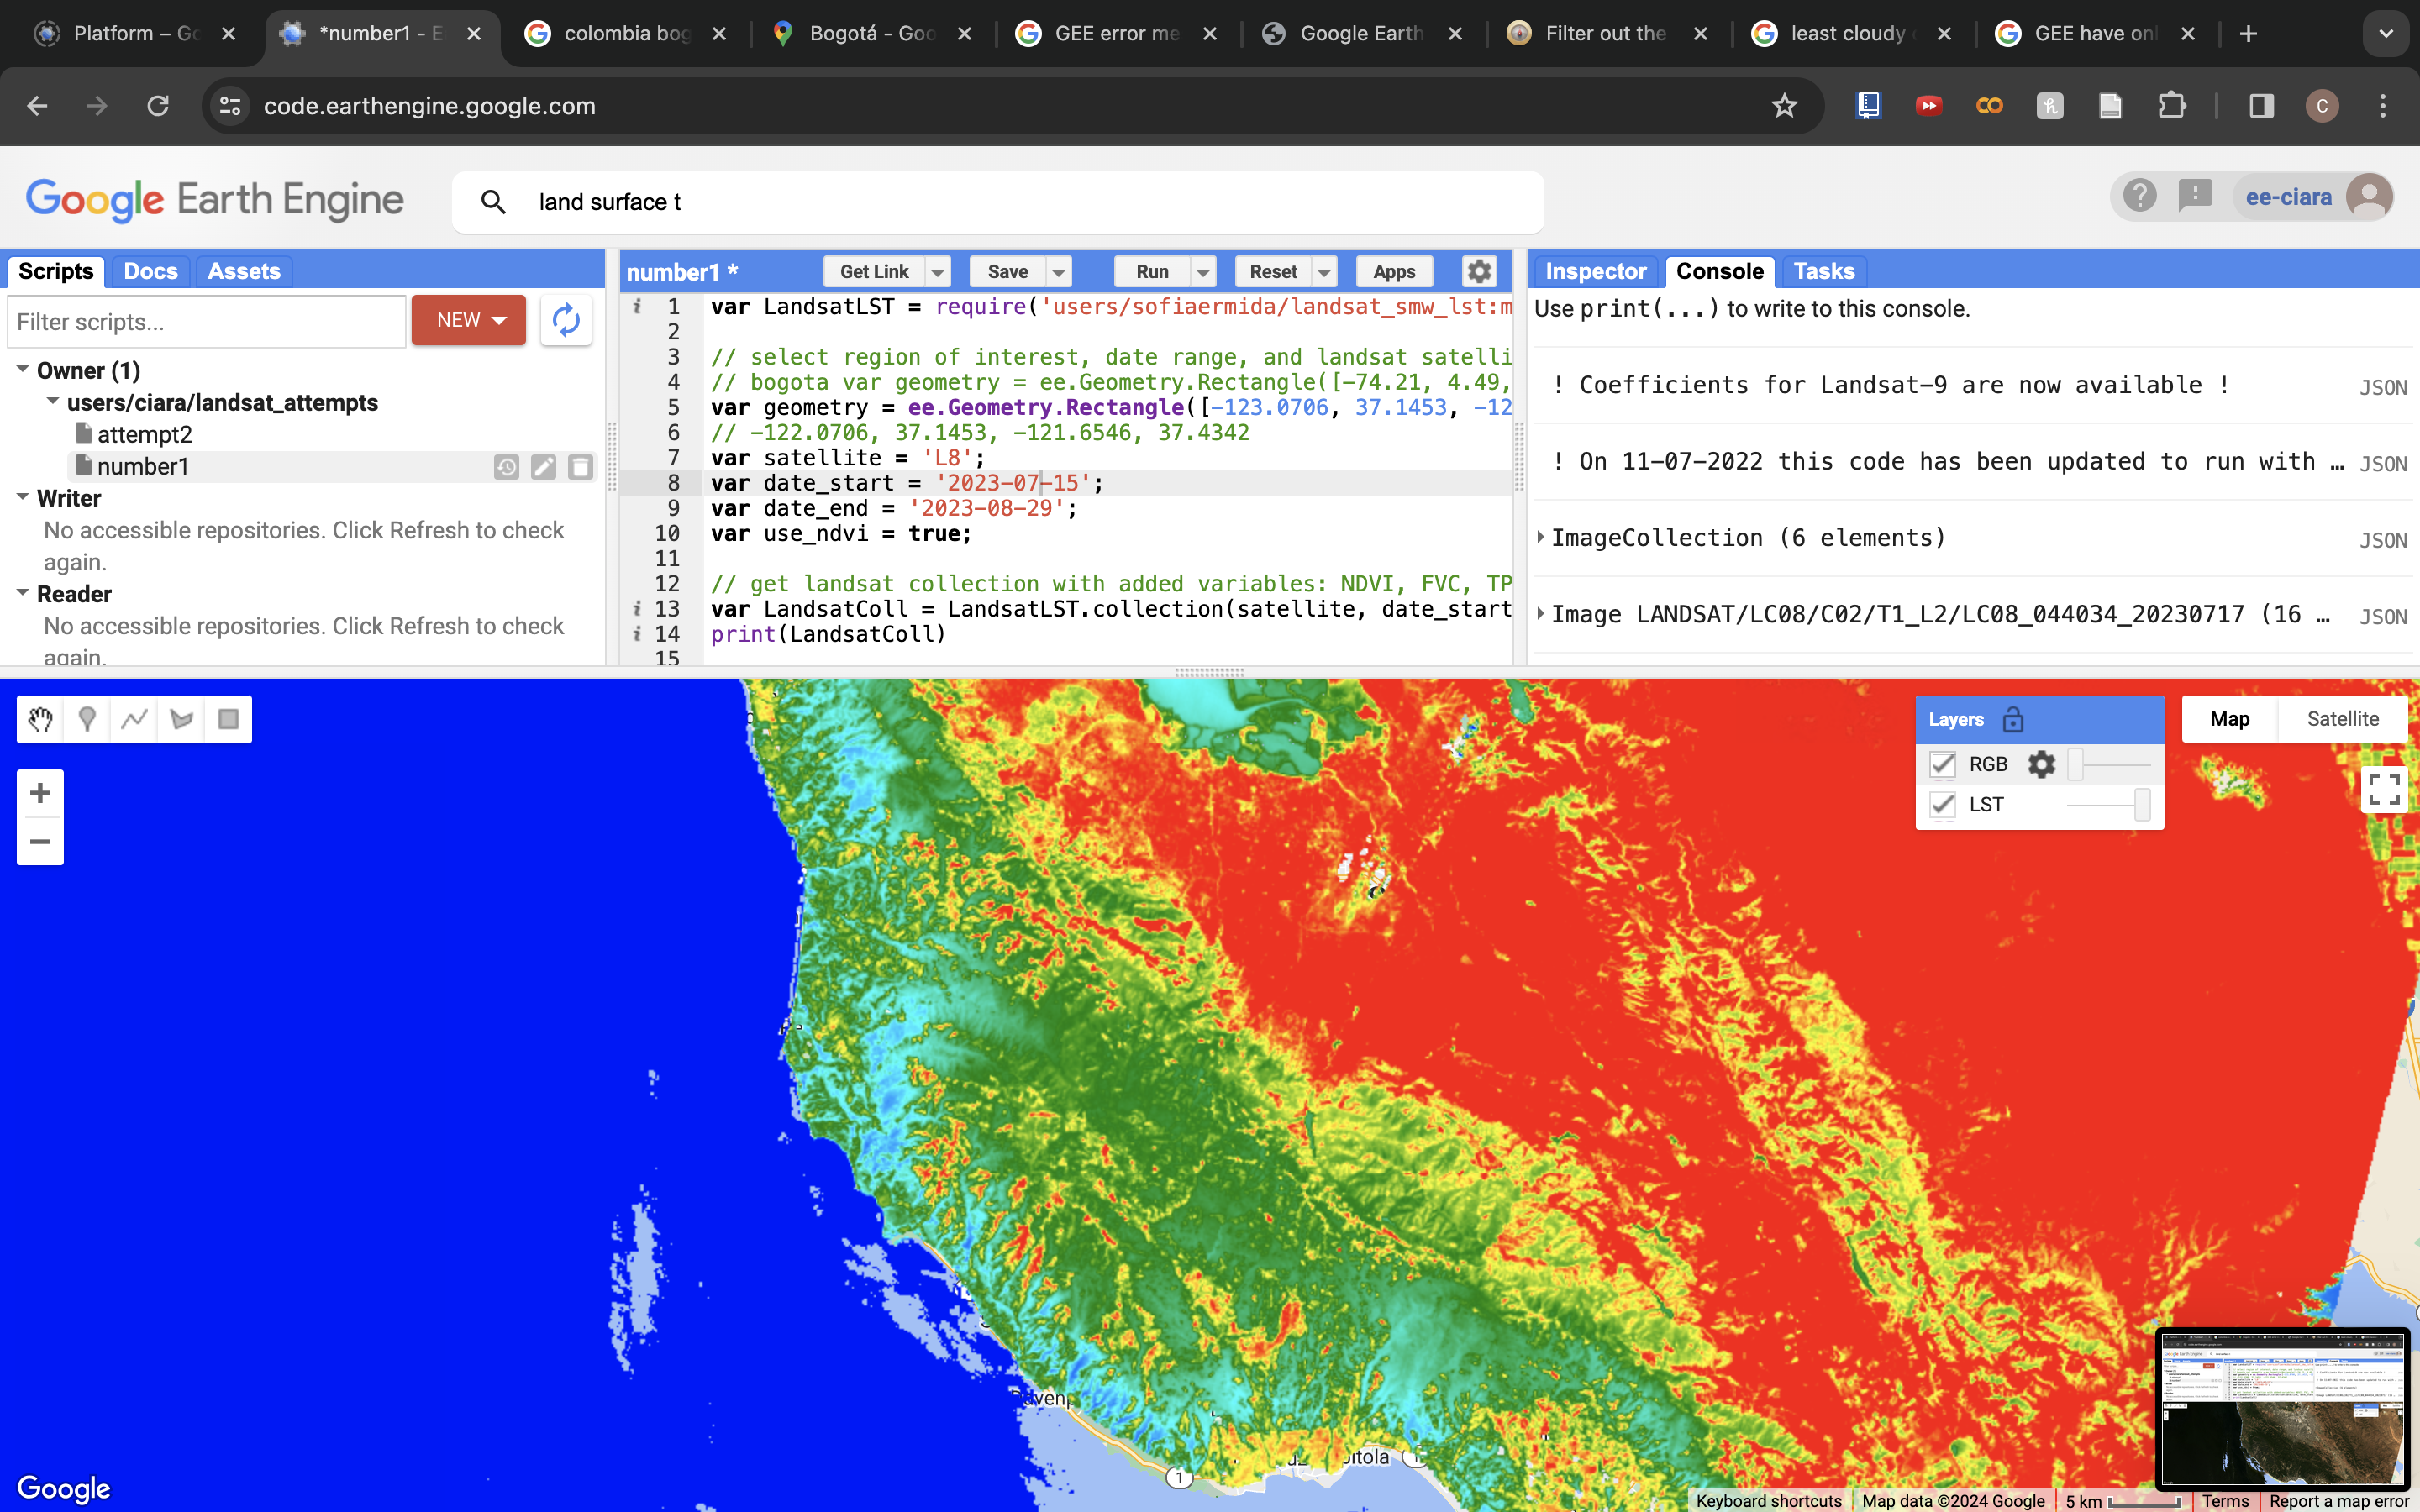 Platform – Go
*number1 - E
colombia bog
Bogotá - Goo
GEE error me
Google Earth
Filter out the
least cloudy
GEE have onl
code.earthengine.google.com
C
Google Earth Engine
land surface t
ee-ciara
Scripts Docs Assets
Filter scripts...
NEW
Owner (1)
users/ciara/landsat_attempts
attempt2
number1
Writer
No accessible repositories. Click Refresh to check
again.
Reader
No accessible repositories. Click Refresh to check
again.
number1 *
Get Link
Save
Run
Reset
Apps
1 var LandsatLST = require('users/sofiaermida/landsat_smw_lst:m
2
3 // select region of interest, date range, and landsat satelli
4 // bogota var geometry = ee.Geometry.Rectangle([-74.21, 4.49,
5 var geometry = ee.Geometry.Rectangle([-123.0706, 37.1453, -12
6 // -122.0706, 37.1453, -121.6546, 37.4342
7 var satellite = 'L8';
8 var date_start = '2023-07-15';
9 var date_end = '2023-08-29';
10 var use_ndvi = true;
11
12 // get landsat collection with added variables: NDVI, FVC, TP
13 var LandsatColl = LandsatLST.collection(satellite, date_start
14 print(LandsatColl)
15
Inspector Console Tasks
Use print(...) to write to this console.
! Coefficients for Landsat-9 are now available ! JSON
! On 11-07-2022 this code has been updated to run with … JSON
ImageCollection (6 elements) JSON
Image LANDSAT/LC08/C02/T1_L2/LC08_044034_20230717 (16 … JSON
Layers
RGB
LST
Map Satellite
Davenp
pitola
1
1
Google
Keyboard shortcuts Map data ©2024 Google 5 km Terms Report a map error